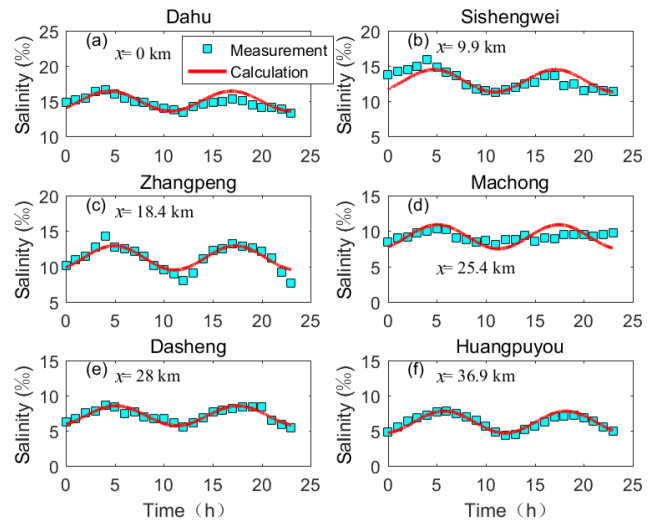 Dahu
Sishengwei
(a)
x= 0 km
Measurement
Calculation
(b)
x= 9.9 km
Salinity (‰)
20
15
10
0 5 10 15 20 25
Salinity (‰)
20
15
10
5
0 5 10 15 20 25
Zhangpeng
Machong
(c)
x= 18.4 km
(d)
x= 25.4 km
Salinity (‰)
20
15
10
5
0 5 10 15 20 25
Salinity (‰)
15
10
5
0
0 5 10 15 20 25
Dasheng
Huangpuyou
(e)
x= 28 km
(f)
x= 36.9 km
Salinity (‰)
15
10
5
0
0 5 10 15 20 25
Time（h）
Salinity (‰)
15
10
5
0
0 5 10 15 20 25
Time（h）